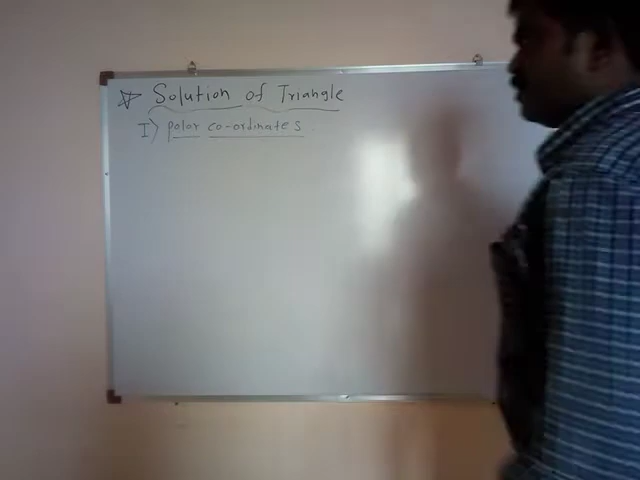 ☆ Solution of Triangle
I> polar co-ordinates.